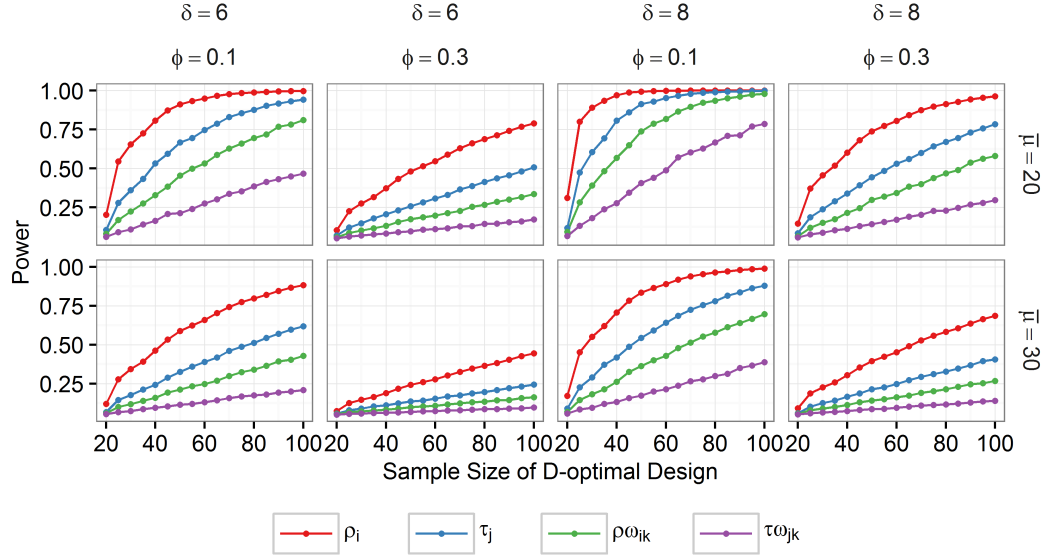 δ = 6 δ = 6 δ = 8 δ = 8
ϕ = 0.1 ϕ = 0.3 ϕ = 0.1 ϕ = 0.3
1.00
0.75
0.50
0.25
μ̅ = 20
Power
1.00
0.75
0.50
0.25
μ̅ = 30
20 40 60 80 100 20 40 60 80 100 20 40 60 80 100 20 40 60 80 100
Sample Size of D-optimal Design
ρi τj ρωik τωjk